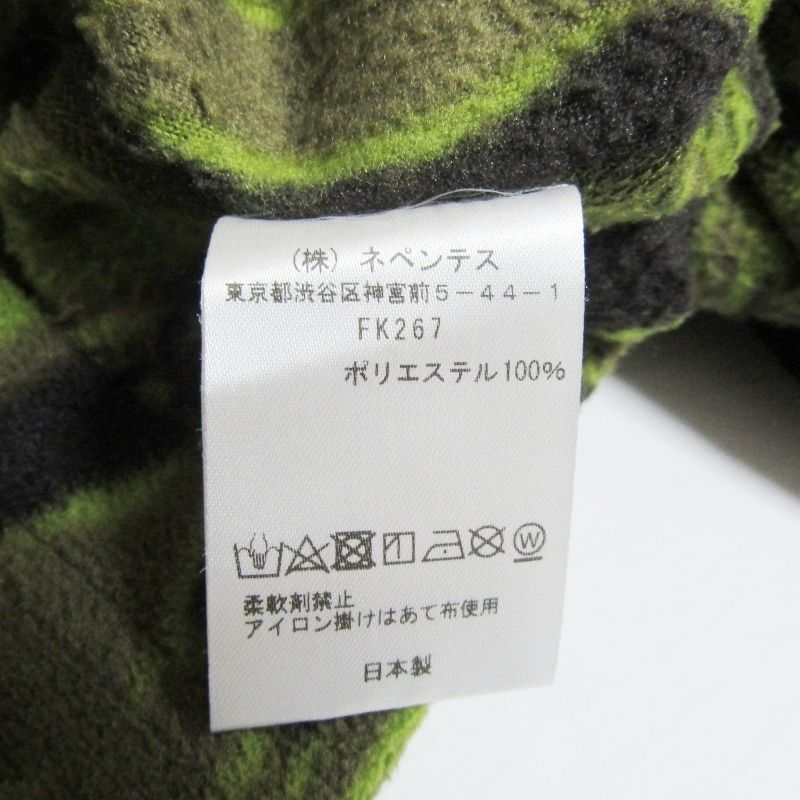 （株）ネペンテス
東京都渋谷区神宮前5-44-1
FK267
ポリエステル100%
W
柔軟剤禁止
アイロン掛けはあて布使用
日本製